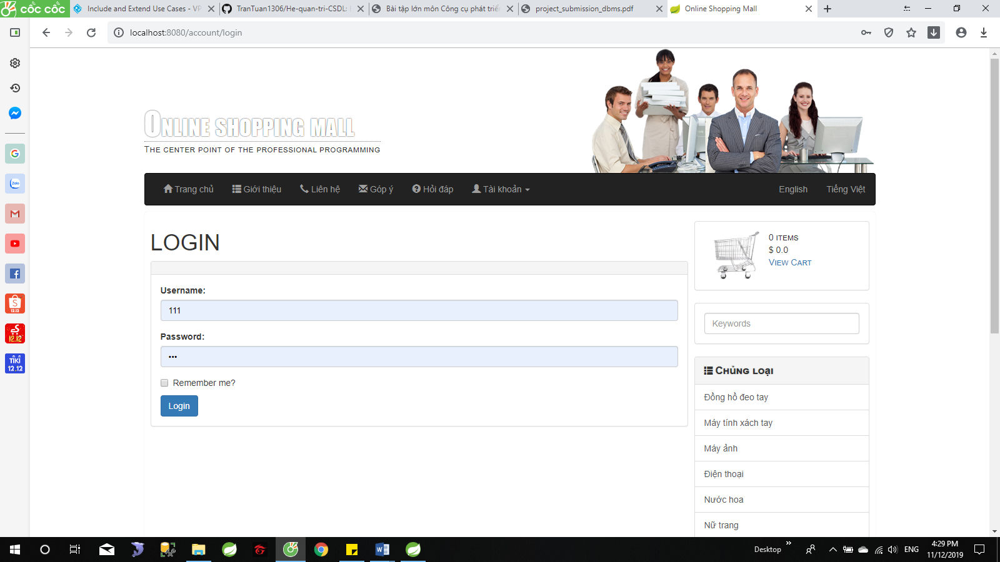 cốc cốc
Include and Extend Use Cases - VP
TranTuan1306/He-quan-tri-CSDL:
Bài tập lớn môn Công cụ phát triển
project_submission_dbms.pdf
Online Shopping Mall
localhost:8080/account/login
Online shopping mall
The center point of the professional programming
Trang chủ
Giới thiệu
Liên hệ
Góp ý
Hỏi đáp
Tài khoản
English
Tiếng Việt
LOGIN
Username:
111
Password:
•••
Remember me?
Login
0 items
$ 0.0
View Cart
Keywords
Chủng loại
Đồng hồ đeo tay
Máy tính xách tay
Máy ảnh
Điện thoại
Nước hoa
Nữ trang
Zalo
12.12
12.12
TIKI
12.12
Desktop
ENG
4:29 PM
11/12/2019